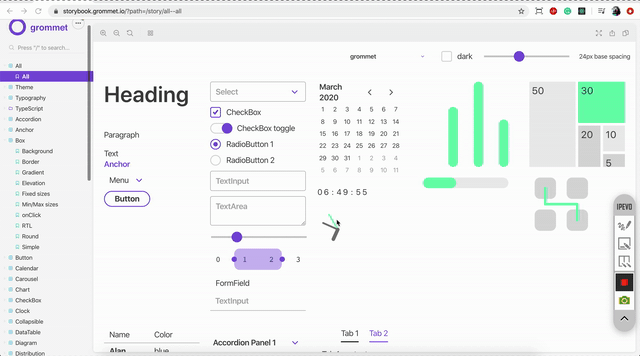 storybook.grommet.io/?path=/story/all--all
grommet
Press "/" to search...
All
All
Theme
Typography
TypeScript
Accordion
Anchor
Box
Background
Border
Gradient
Elevation
Fixed sizes
Min/Max sizes
onClick
RTL
Round
Simple
Button
Calendar
Carousel
Chart
CheckBox
Clock
Collapsible
DataTable
Diagram
Distribution
grommet
dark
24px base spacing
Heading
Paragraph
Text
Anchor
Menu
Button
Name Color
Alan blue
Select
CheckBox
CheckBox toggle
RadioButton 1
RadioButton 2
TextInput
TextArea
0 1 2 3
FormField
TextInput
Accordion Panel 1
March
2020
1 2 3 4 5 6 7
8 9 10 11 12 13 14
15 16 17 18 19 20 21
22 23 24 25 26 27 28
29 30 31 1 2 3 4
5 6 7 8 9 10 11
06:49:55
Tab 1 Tab 2
50 30
20 10
5
IPEVO